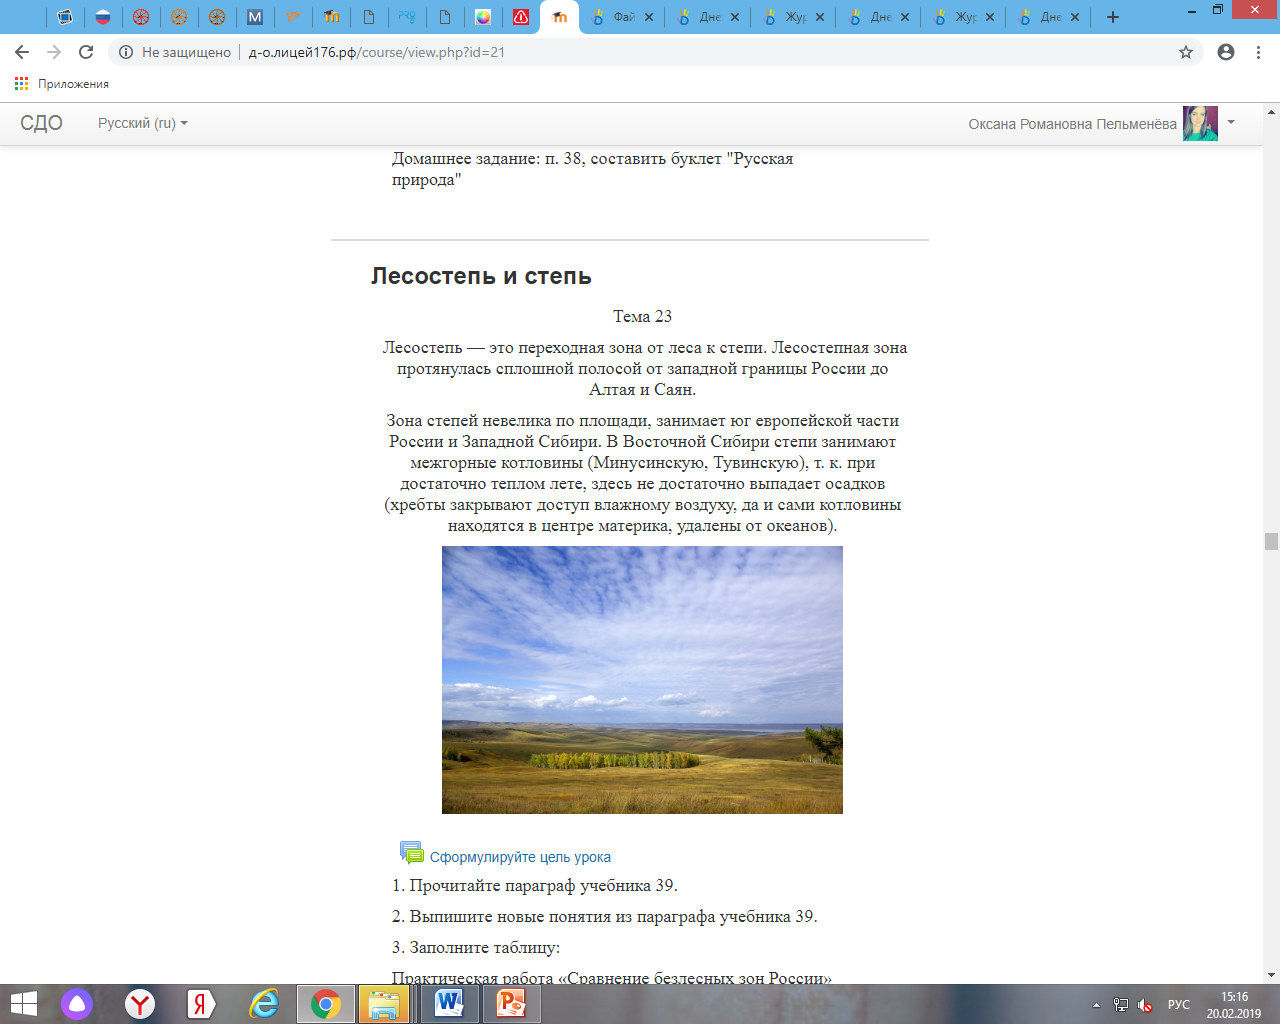 Фай
Дне
Жур
Дне
Жур
Дне
Не защищено
д-о.лицей176.рф/course/view.php?id=21
Приложения
СДО
Русский (ru)
Оксана Романовна Пельменёва
Домашнее задание: п. 38, составить буклет "Русская
природа"
Лесостепь и степь
Тема 23
Лесостепь — это переходная зона от леса к степи. Лесостепная зона
протянулась сплошной полосой от западной границы России до
Алтая и Саян.
Зона степей невелика по площади, занимает юг европейской части
России и Западной Сибири. В Восточной Сибири степи занимают
межгорные котловины (Минусинскую, Тувинскую), т. к. при
достаточно теплом лете, здесь не достаточно выпадает осадков
(хребты закрывают доступ влажному воздуху, да и сами котловины
находятся в центре материка, удалены от океанов).
Сформулируйте цель урока
1. Прочитайте параграф учебника 39.
2. Выпишите новые понятия из параграфа учебника 39.
3. Заполните таблицу:
Практическая работа «Сравнение безлесных зон России»
РУС
15:16
20.02.2019